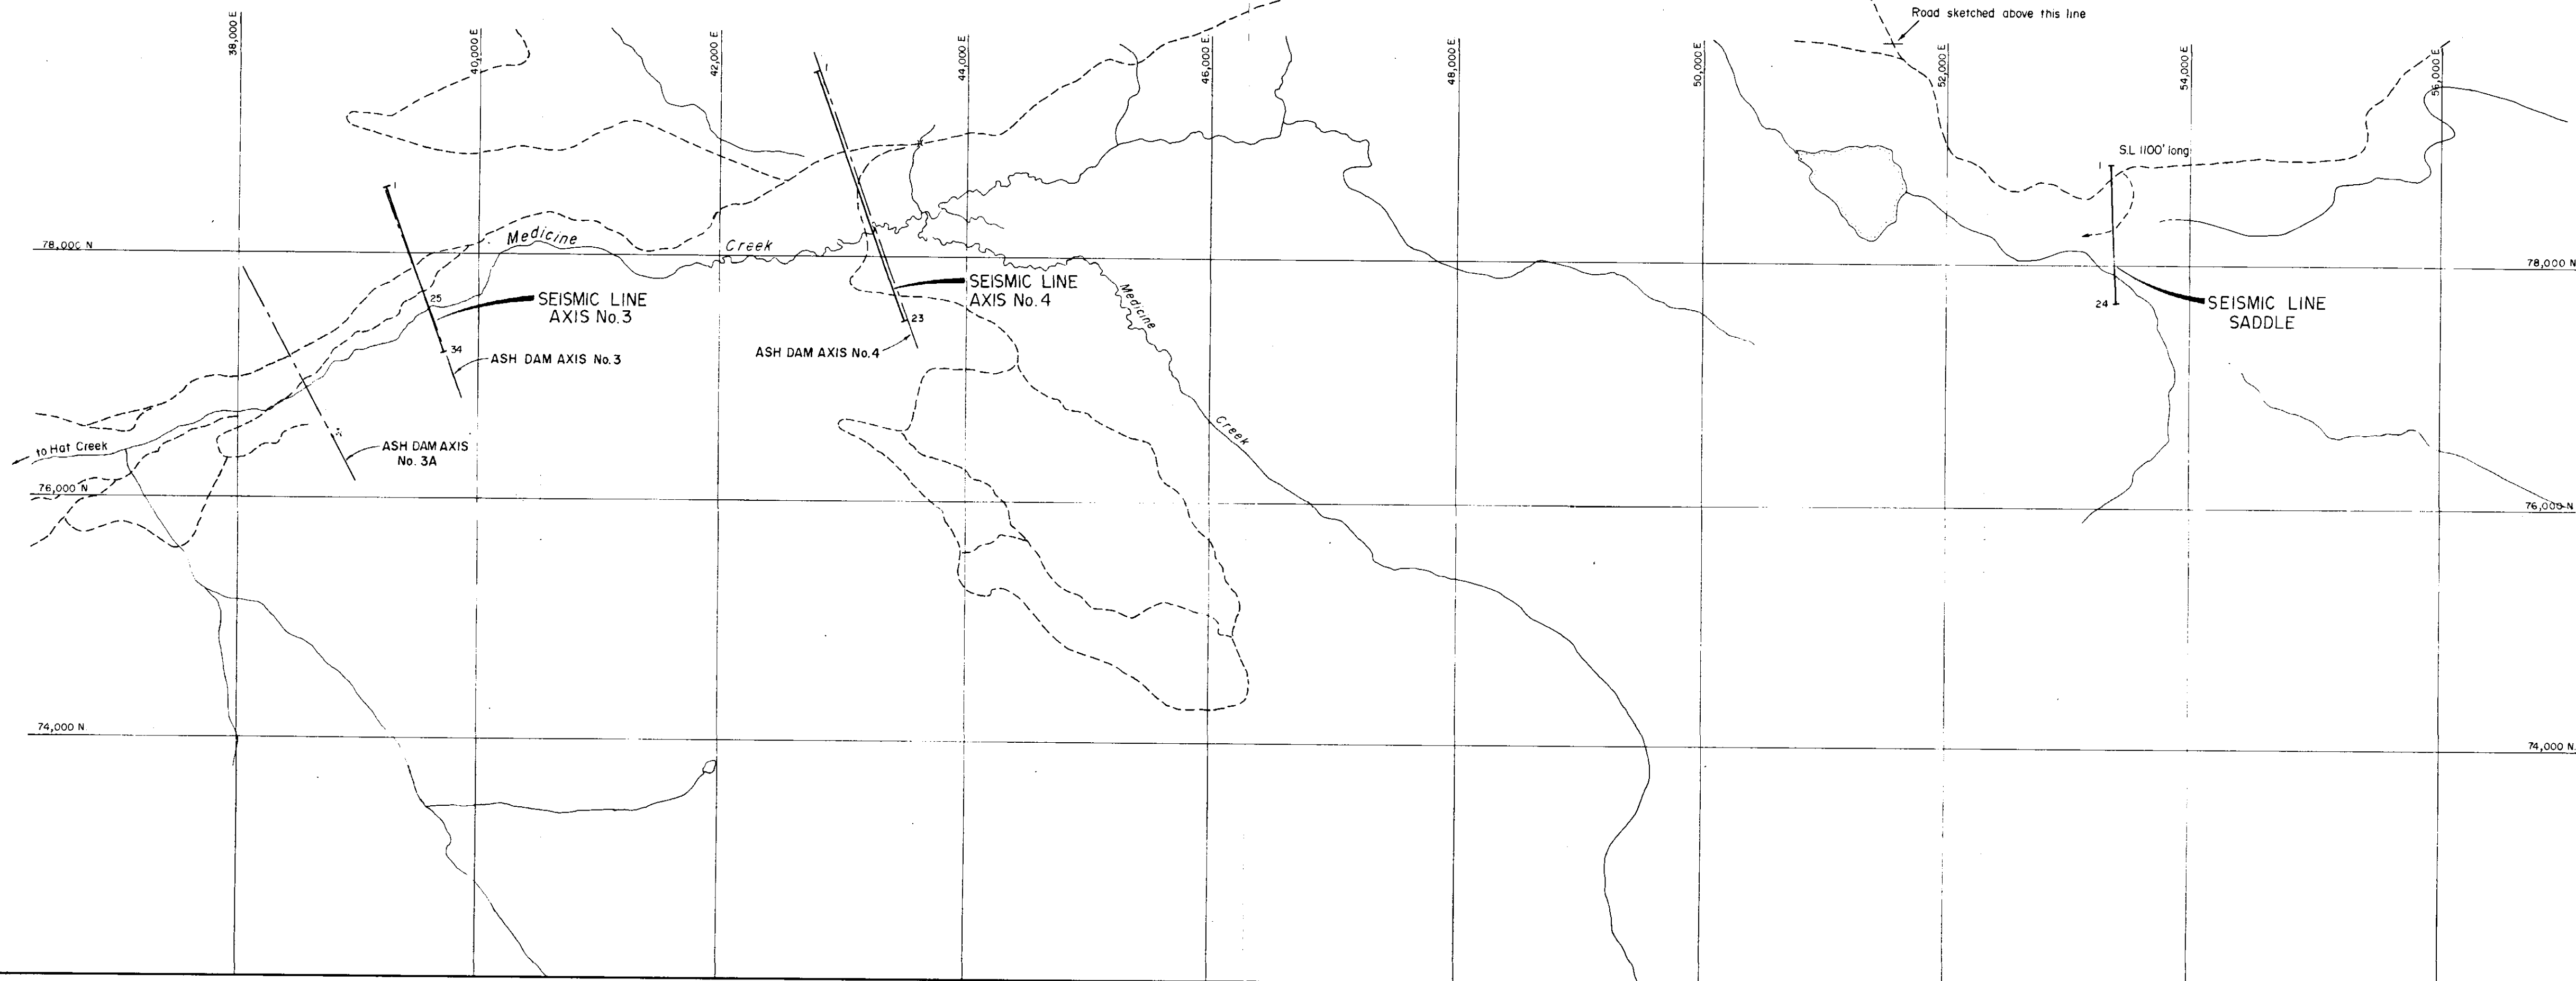 Road sketched above this line
38,000 E
40,000 E
42,000 E
44,000 E
46,000 E
48,000 E
50,000 E
52,000 E
54,000 E
56,000 E
1
1
S.L 1100' long
1
78,000 N
Medicine
Creek
78,000 N
25
SEISMIC LINE
AXIS No.3
SEISMIC LINE
AXIS No. 4
Medicine
24
SEISMIC LINE
SADDLE
23
34
ASH DAM AXIS No.3
ASH DAM AXIS No.4
Creek
to Hat Creek
ASH DAM AXIS
No. 3A
76,000 N
76,000 N
74,000 N
74,000 N